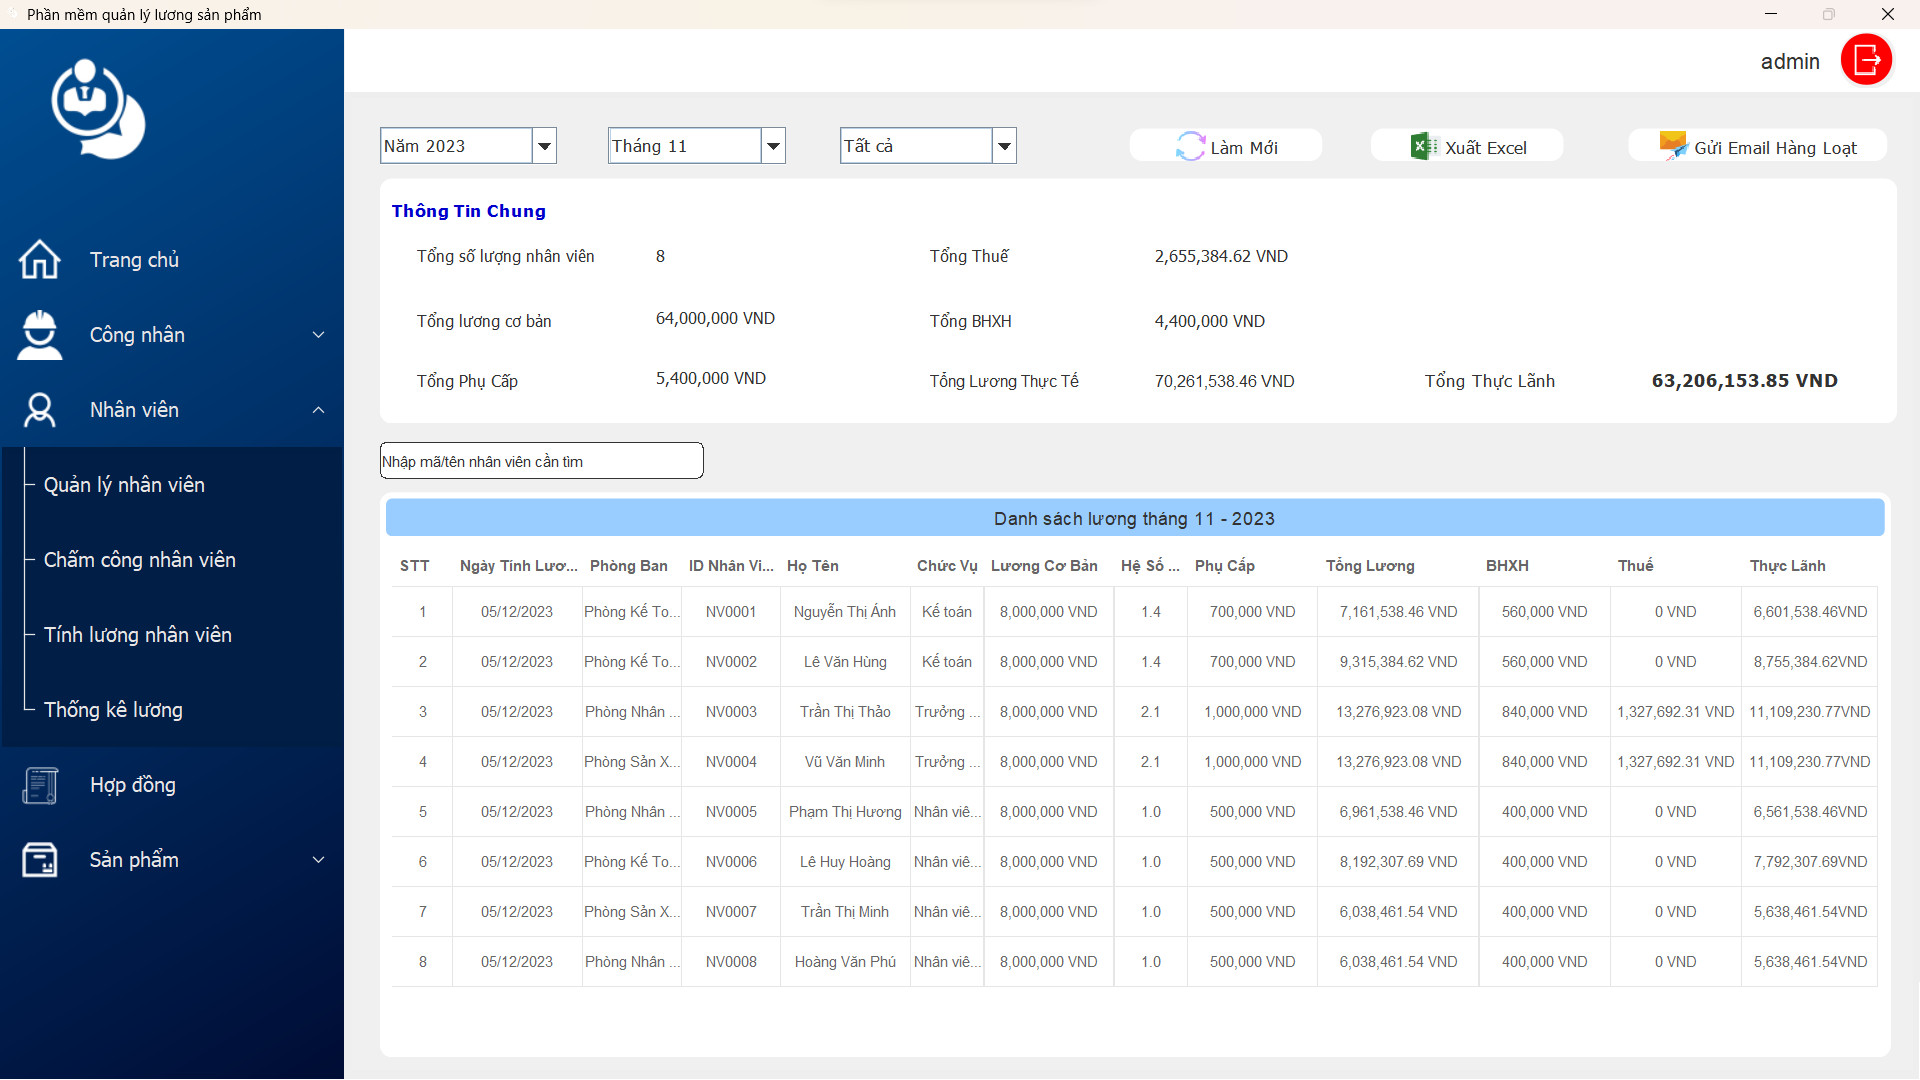 Phần mềm quản lý lương sản phẩm
admin
Trang chủ
Công nhân
Nhân viên
Quản lý nhân viên
Chấm công nhân viên
Tính lương nhân viên
Thống kê lương
Hợp đồng
Sản phẩm
Năm 2023 Tháng 11 Tất cả Làm Mới Xuất Excel Gửi Email Hàng Loạt
Thông Tin Chung
Tổng số lượng nhân viên 8 Tổng Thuế 2,655,384.62 VND
Tổng lương cơ bản 64,000,000 VND Tổng BHXH 4,400,000 VND
Tổng Phụ Cấp 5,400,000 VND Tổng Lương Thực Tế 70,261,538.46 VND Tổng Thực Lãnh 63,206,153.85 VND
Nhập mã/tên nhân viên cần tìm
Danh sách lương tháng 11 - 2023
STT Ngày Tính Lươ... Phòng Ban ID Nhân Vi... Họ Tên Chức Vụ Lương Cơ Bản Hệ Số ... Phụ Cấp Tổng Lương BHXH Thuế Thực Lãnh
1 05/12/2023 Phòng Kế To... NV0001 Nguyễn Thị Ánh Kế toán 8,000,000 VND 1.4 700,000 VND 7,161,538.46 VND 560,000 VND 0 VND 6,601,538.46VND
2 05/12/2023 Phòng Kế To... NV0002 Lê Văn Hùng Kế toán 8,000,000 VND 1.4 700,000 VND 9,315,384.62 VND 560,000 VND 0 VND 8,755,384.62VND
3 05/12/2023 Phòng Nhân ... NV0003 Trần Thị Thảo Trưởng ... 8,000,000 VND 2.1 1,000,000 VND 13,276,923.08 VND 840,000 VND 1,327,692.31 VND 11,109,230.77VND
4 05/12/2023 Phòng Sản X... NV0004 Vũ Văn Minh Trưởng ... 8,000,000 VND 2.1 1,000,000 VND 13,276,923.08 VND 840,000 VND 1,327,692.31 VND 11,109,230.77VND
5 05/12/2023 Phòng Nhân ... NV0005 Phạm Thị Hương Nhân viê... 8,000,000 VND 1.0 500,000 VND 6,961,538.46 VND 400,000 VND 0 VND 6,561,538.46VND
6 05/12/2023 Phòng Kế To... NV0006 Lê Huy Hoàng Nhân viê... 8,000,000 VND 1.0 500,000 VND 8,192,307.69 VND 400,000 VND 0 VND 7,792,307.69VND
7 05/12/2023 Phòng Sản X... NV0007 Trần Thị Minh Nhân viê... 8,000,000 VND 1.0 500,000 VND 6,038,461.54 VND 400,000 VND 0 VND 5,638,461.54VND
8 05/12/2023 Phòng Nhân ... NV0008 Hoàng Văn Phú Nhân viê... 8,000,000 VND 1.0 500,000 VND 6,038,461.54 VND 400,000 VND 0 VND 5,638,461.54VND